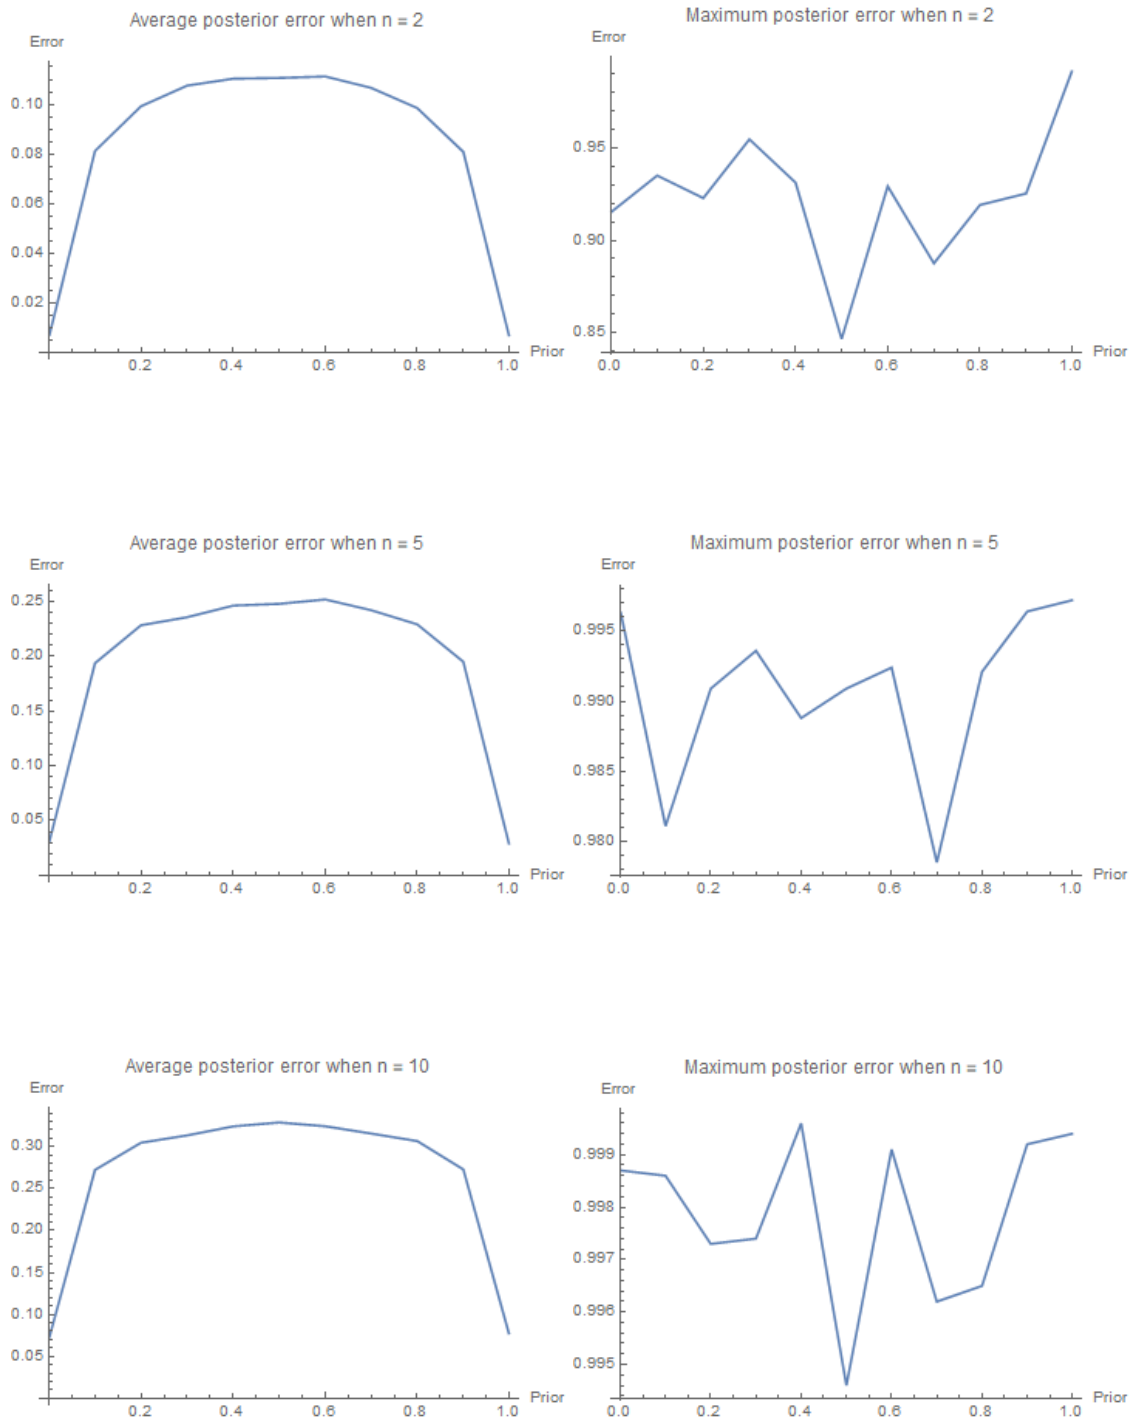 Average posterior error when n = 2
Error
0.10
0.08
0.06
0.04
0.02
0.2 0.4 0.6 0.8 1.0
Prior
Maximum posterior error when n = 2
Error
0.95
0.90
0.85
0.0 0.2 0.4 0.6 0.8 1.0
Prior
Average posterior error when n = 5
Error
0.25
0.20
0.15
0.10
0.05
0.2 0.4 0.6 0.8 1.0
Prior
Maximum posterior error when n = 5
Error
0.995
0.990
0.985
0.980
0.0 0.2 0.4 0.6 0.8 1.0
Prior
Average posterior error when n = 10
Error
0.30
0.25
0.20
0.15
0.10
0.05
0.2 0.4 0.6 0.8 1.0
Prior
Maximum posterior error when n = 10
Error
0.999
0.998
0.997
0.996
0.995
0.0 0.2 0.4 0.6 0.8 1.0
Prior